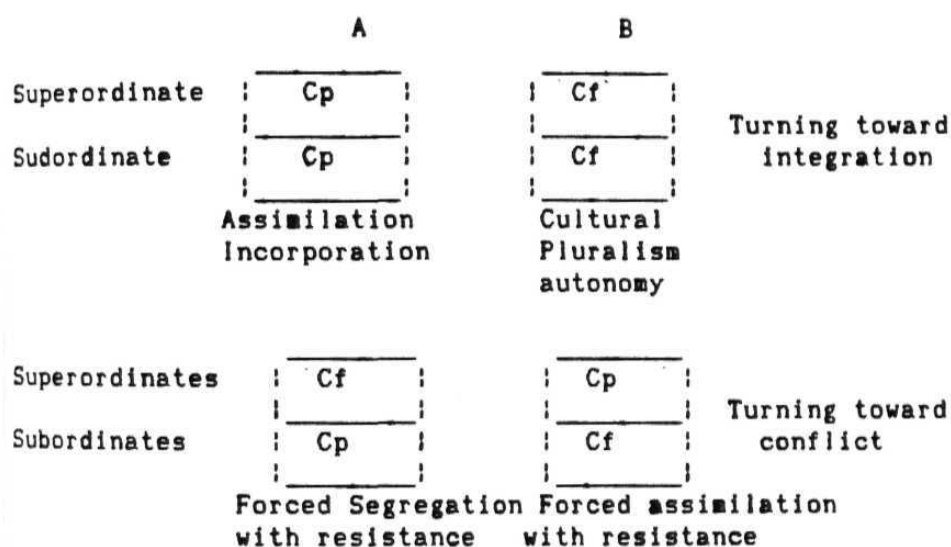 A B
Superordinate Cp Cf
Turning toward
Sudordinate Cp Cf integration
Assimilation Cultural
Incorporation Pluralism
autonomy
Superordinates Cf Cp
Turning toward
Subordinates Cp Cf conflict
Forced Segregation Forced assimilation
with resistance with resistance